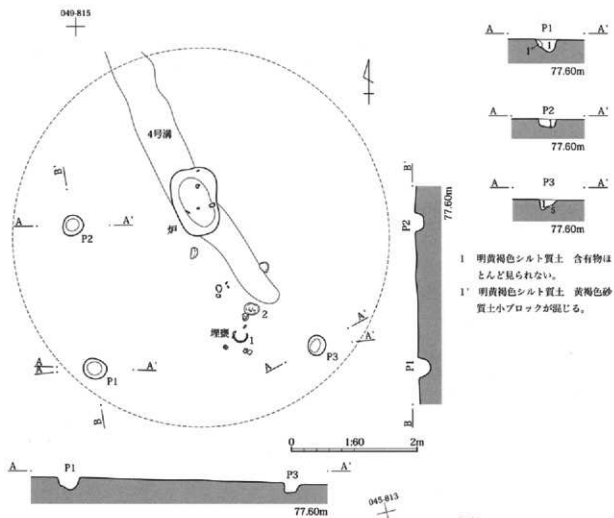 049-815
4号溝
炉
B'
A A'
P2
埋甕
2
1
A'
A'
P3
A
A
A
A'
P1
B
0 1:60 2m
A P1 P3 A'
77.60m
045-813
B'
77.60m
P2
P1
B
A P1 A'
1' 1
77.60m
A P2 A'
1
77.60m
A P3 A'
S
77.60m
1 明黄褐色シルト質土 含有物ほ
とんど見られない。
1' 明黄褐色シルト質土 黄褐色砂
質土小ブロックが混じる。